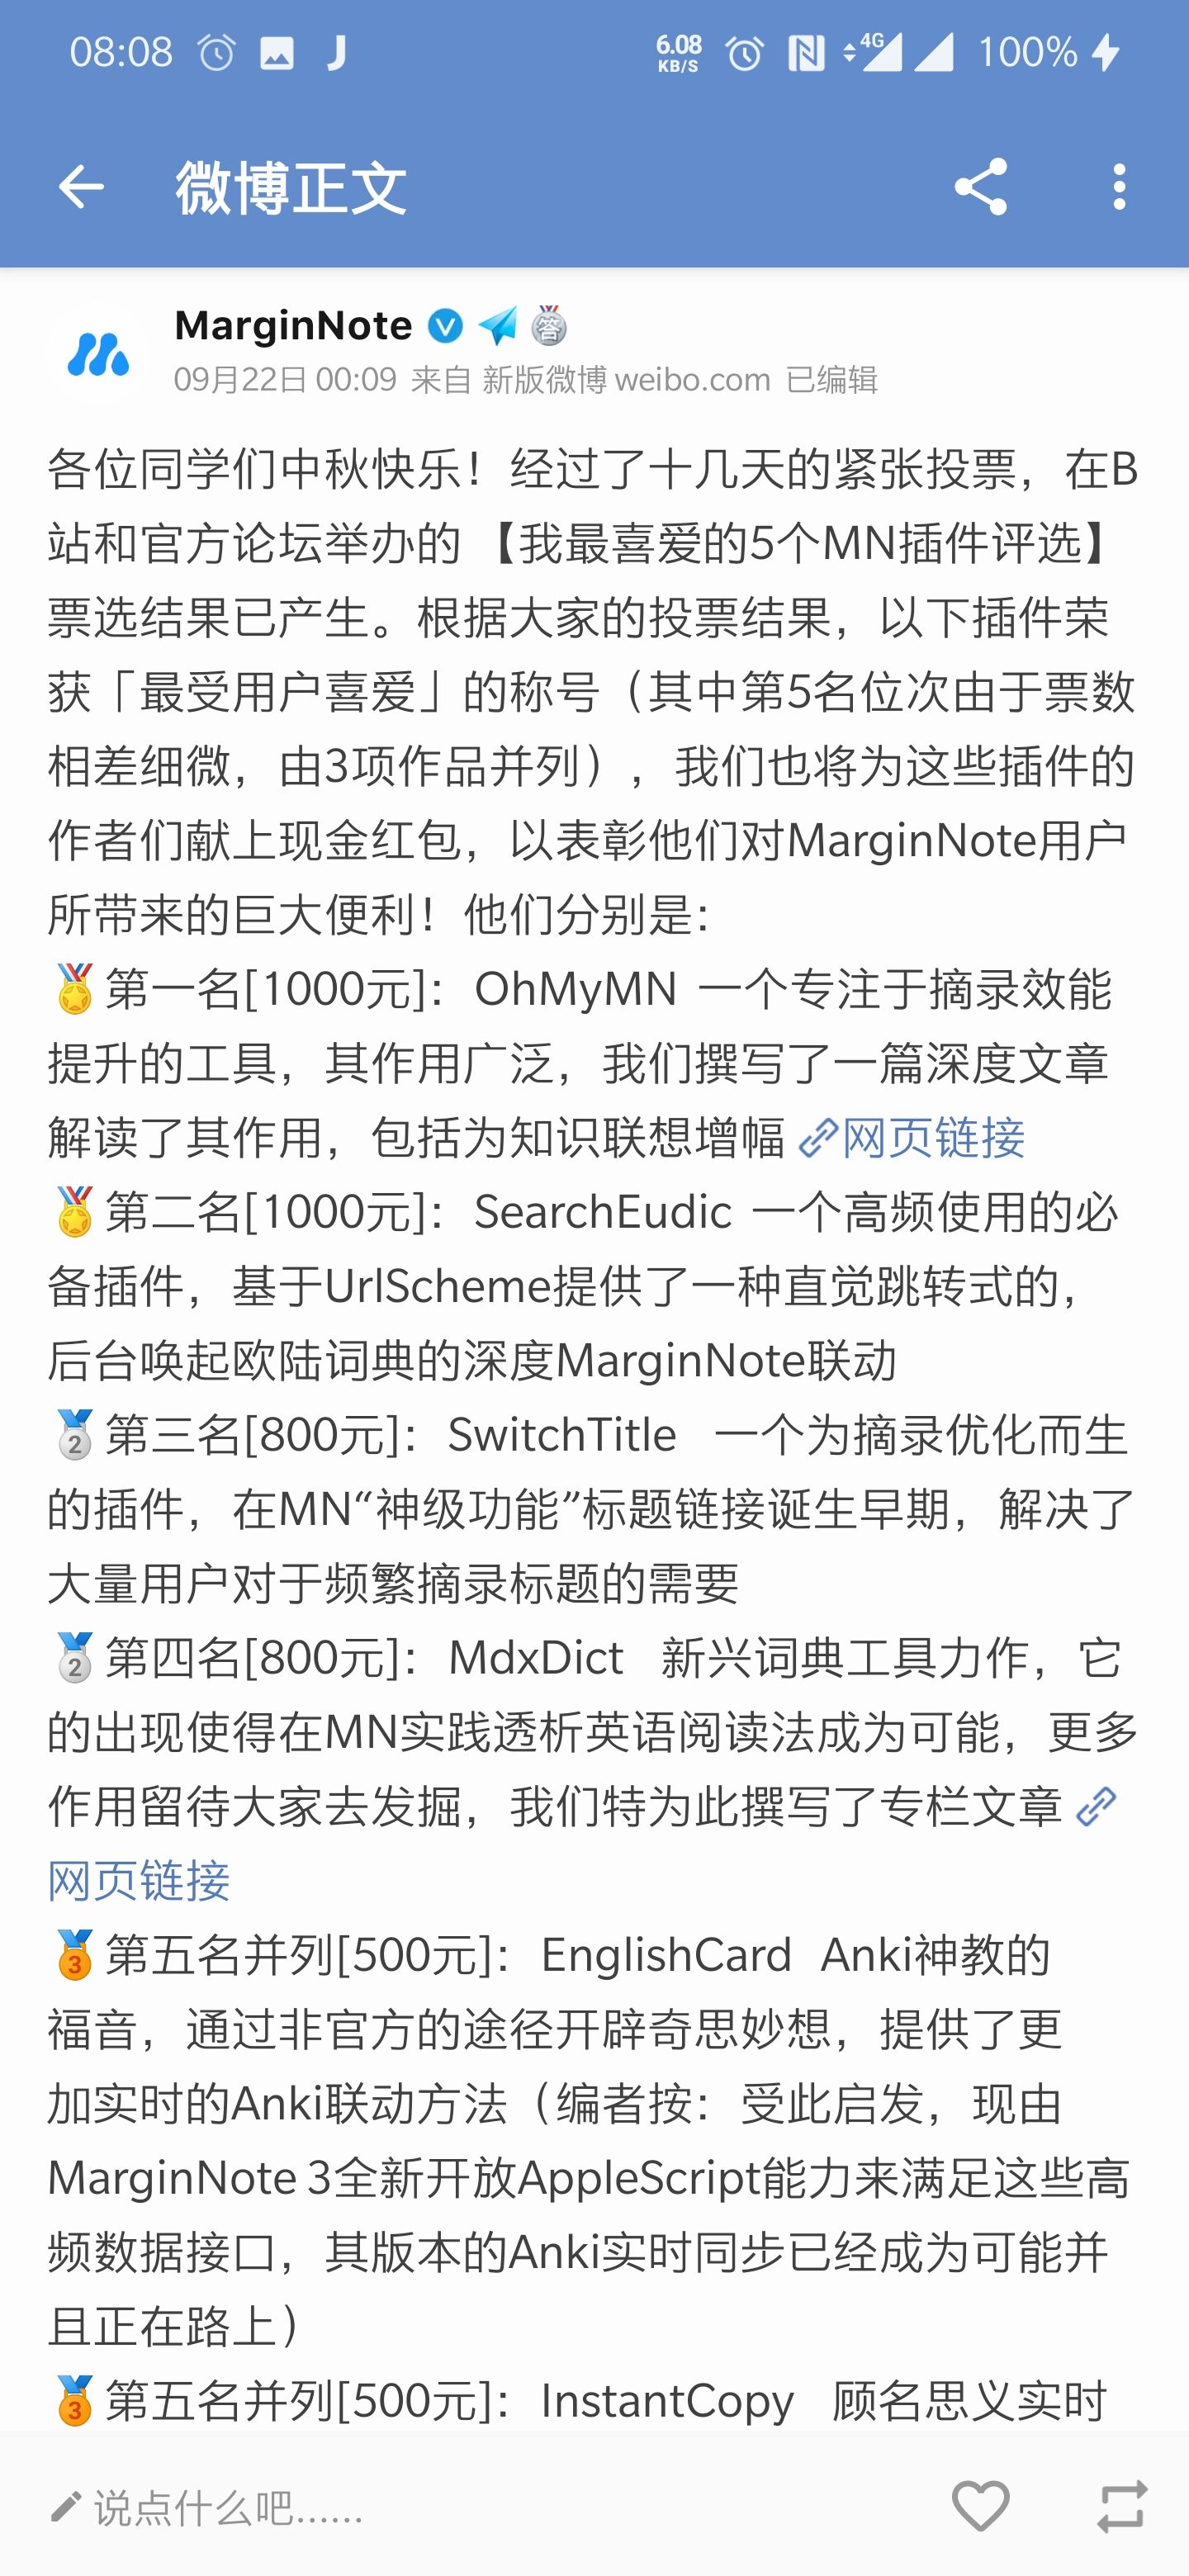 08:08
6.08
KB/S
4G
100%
微博正文
MarginNote
答
09月22日 00:09 来自 新版微博 weibo.com 已编辑
各位同学们中秋快乐！经过了十几天的紧张投票，在B
站和官方论坛举办的【我最喜爱的5个MN插件评选】
票选结果已产生。根据大家的投票结果，以下插件荣
获「最受用户喜爱」的称号（其中第5名位次由于票数
相差细微，由3项作品并列），我们也将为这些插件的
作者们献上现金红包，以表彰他们对MarginNote用户
所带来的巨大便利！他们分别是：
🏅第一名[1000元]：OhMyMN 一个专注于摘录效能
提升的工具，其作用广泛，我们撰写了一篇深度文章
解读了其作用，包括为知识联想增幅 网页链接
🏅第二名[1000元]：SearchEudic 一个高频使用的必
备插件，基于UrlScheme提供了一种直觉跳转式的，
后台唤起欧陆词典的深度MarginNote联动
🥈第三名[800元]：SwitchTitle 一个为摘录优化而生
的插件，在MN“神级功能”标题链接诞生早期，解决了
大量用户对于频繁摘录标题的需要
🥈第四名[800元]：MdxDict 新兴词典工具力作，它
的出现使得在MN实践透析英语阅读法成为可能，更多
作用留待大家去发掘，我们特为此撰写了专栏文章
网页链接
🥉第五名并列[500元]：EnglishCard Anki神教的
福音，通过非官方的途径开辟奇思妙想，提供了更
加实时的Anki联动方法（编者按：受此启发，现由
MarginNote 3全新开放AppleScript能力来满足这些高
频数据接口，其版本的Anki实时同步已经成为可能并
且正在路上）
🥉第五名并列[500元]：InstantCopy 顾名思义实时
说点什么吧......